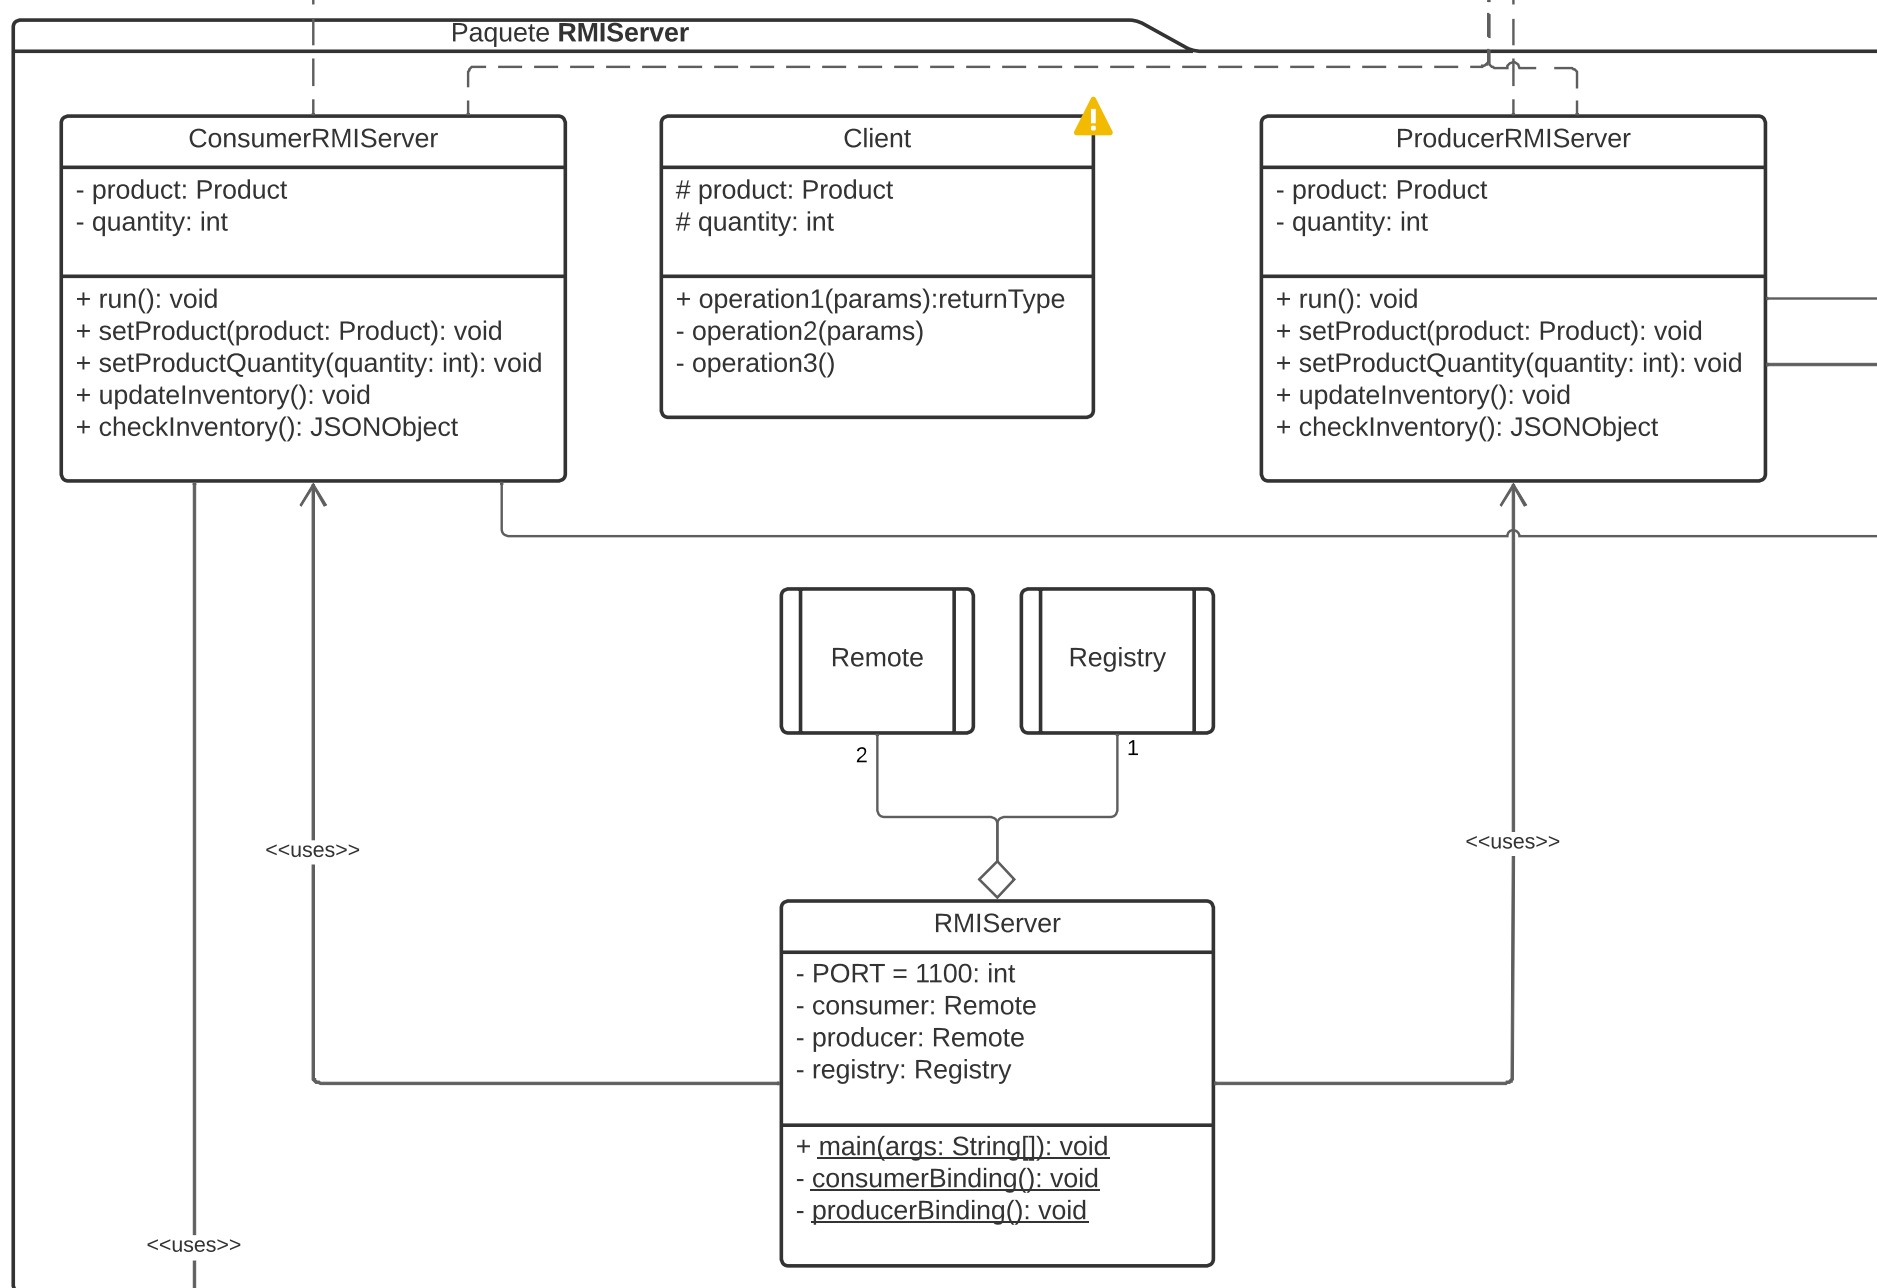 Paquete RMIServer
ConsumerRMIServer
- product: Product
- quantity: int
+ run(): void
+ setProduct(product: Product): void
+ setProductQuantity(quantity: int): void
+ updateInventory(): void
+ checkInventory(): JSONObject
Client
# product: Product
# quantity: int
+ operation1(params):returnType
- operation2(params)
- operation3()
ProducerRMIServer
- product: Product
- quantity: int
+ run(): void
+ setProduct(product: Product): void
+ setProductQuantity(quantity: int): void
+ updateInventory(): void
+ checkInventory(): JSONObject
Remote
Registry
2
1
<<uses>>
<<uses>>
RMIServer
- PORT = 1100: int
- consumer: Remote
- producer: Remote
- registry: Registry
+ main(args: String[]): void
- consumerBinding(): void
- producerBinding(): void
<<uses>>